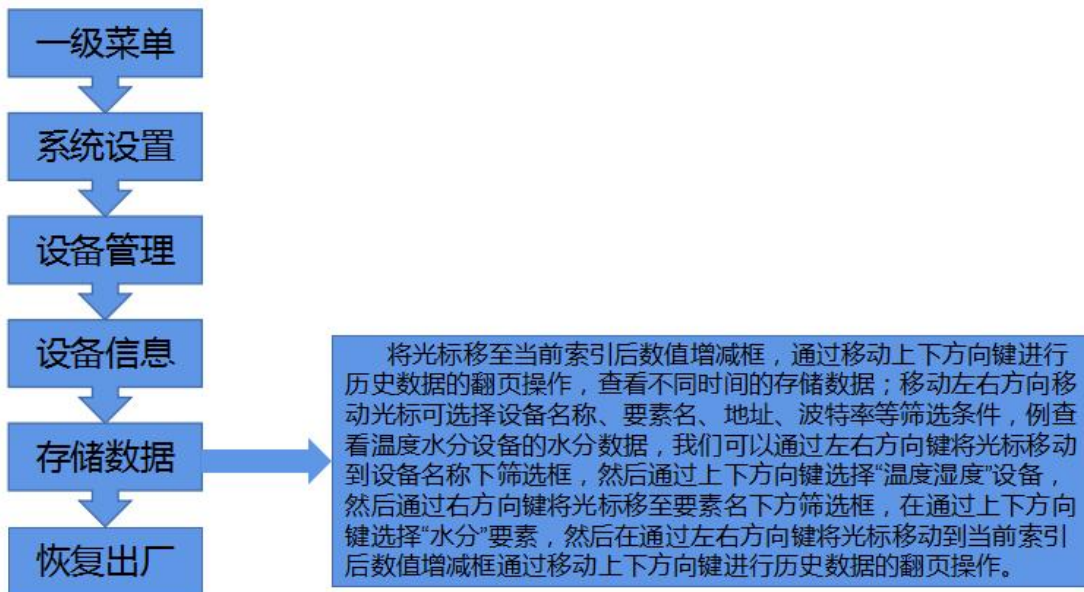 一级菜单
系统设置
设备管理
设备信息
存储数据
恢复出厂
将光标移至当前索引后数值增减框，通过移动上下方向键进行
历史数据的翻页操作，查看不同时间的存储数据；移动左右方向移
动光标可选择设备名称、要素名、地址、波特率等筛选条件，例查
看温度水分设备的水分数据，我们可以通过左右方向键将光标移动
到设备名称下筛选框，然后通过上下方向键选择“温度湿度”设备，
然后通过右方向键将光标移至要素名下方筛选框，在通过上下方向
键选择“水分”要素，然后在通过左右方向键将光标移动到当前索引
后数值增减框通过移动上下方向键进行历史数据的翻页操作。